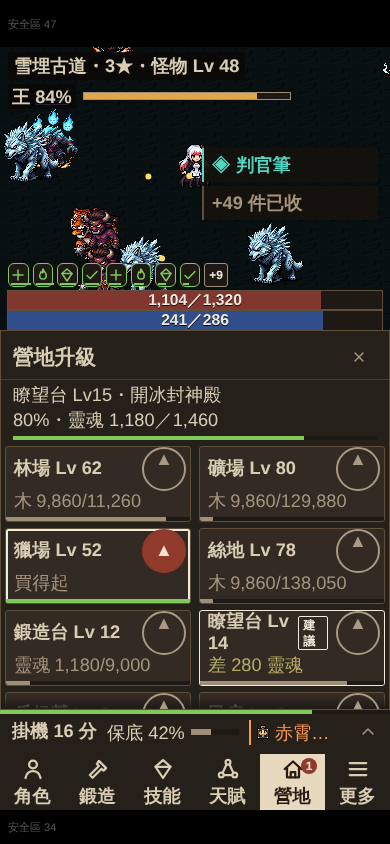 安全區 47
雪埋古道・3★・怪物 Lv 48
王 84%
◈ 判官筆
+49 件已收
+9
1,104／1,320
241／286
營地升級 ×
瞭望台 Lv15・開冰封神殿
80%・靈魂 1,180／1,460
林場 Lv 62
木 9,860/11,260
礦場 Lv 80
木 9,860/129,880
獵場 Lv 52
買得起
絲地 Lv 78
木 9,860/138,050
鍛造台 Lv 12
靈魂 1,180/9,000
瞭望台 Lv
14
建
議
差 280 靈魂
掛機 16 分 保底 42%
赤霄…
角色
鍛造
技能
天賦
1
營地
更多
安全區 34